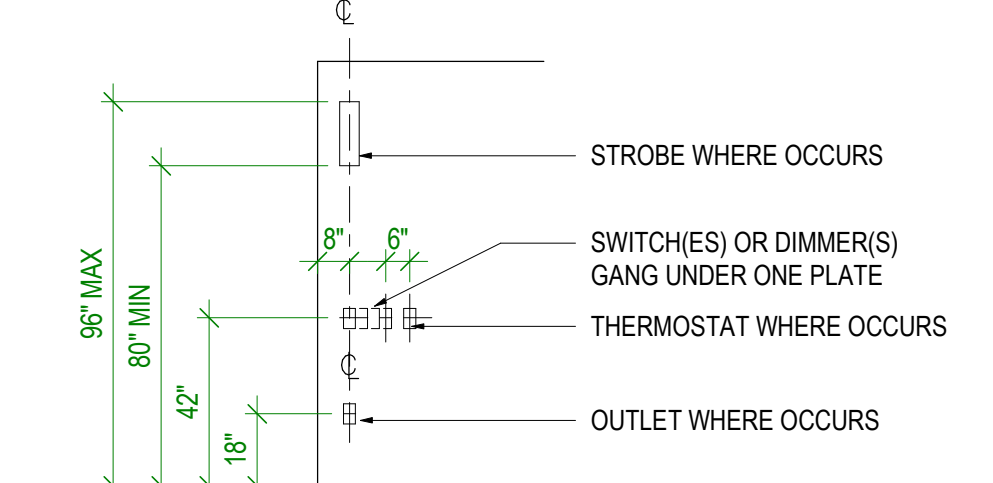 ℄
STROBE WHERE OCCURS
8"
6"
SWITCH(ES) OR DIMMER(S)
GANG UNDER ONE PLATE
96" MAX
80" MIN
THERMOSTAT WHERE OCCURS
℄
42"
OUTLET WHERE OCCURS
18"